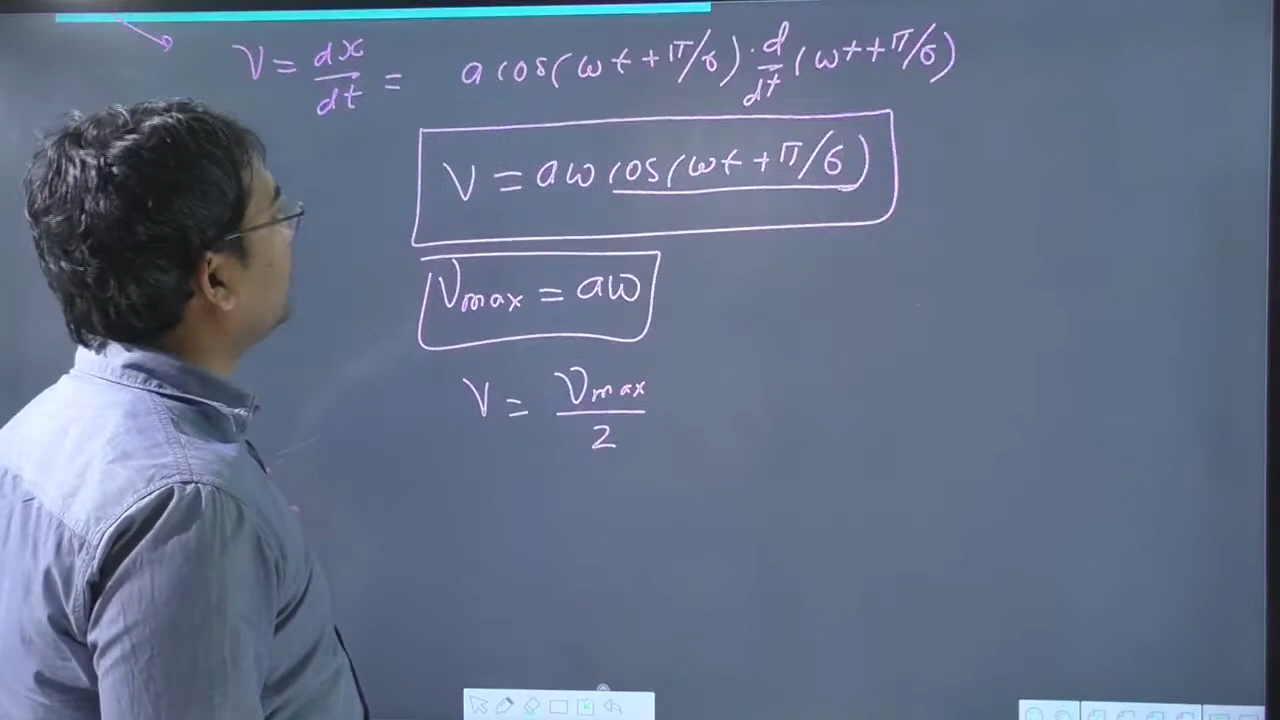 V = dx/dt = a cos(ωt + π/6) · d/dt (ωt + π/6)
V = aω cos(ωt + π/6)
Vmax = aω
V = Vmax/2